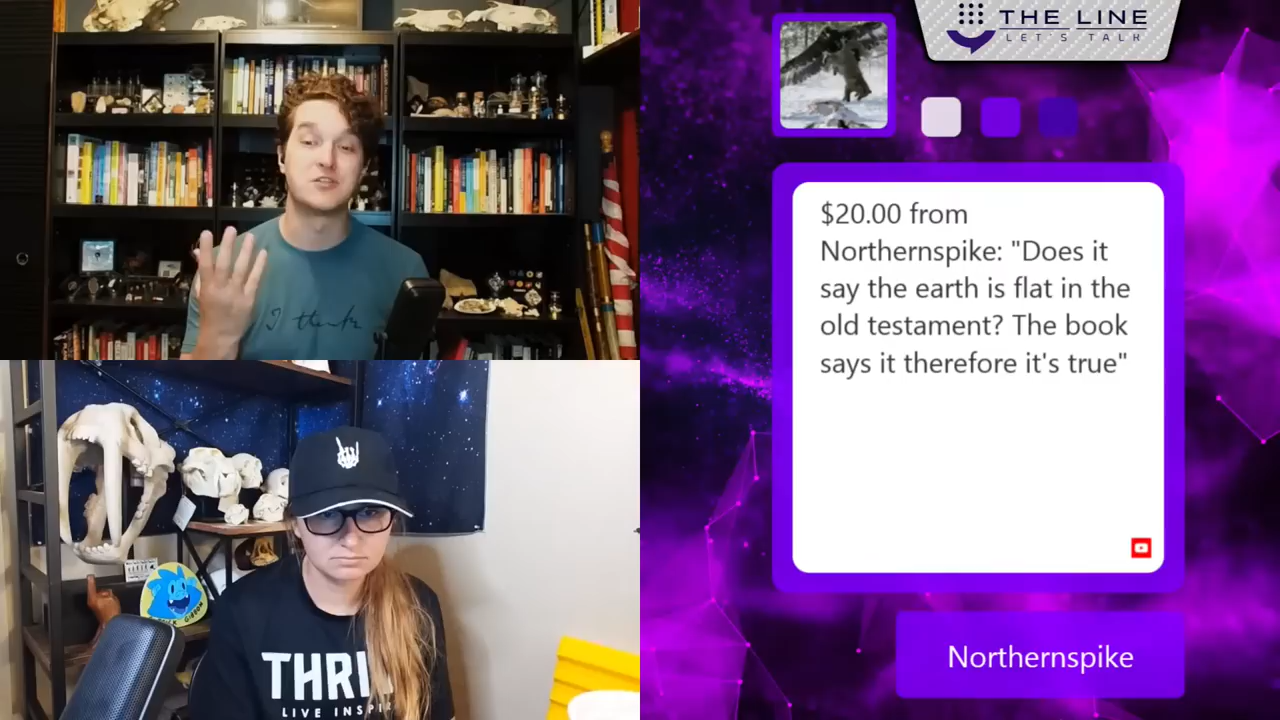 THE LINE
LET'S TALK
$20.00 from
Northernspike: "Does it
say the earth is flat in the
old testament? The book
says it therefore it's true"
Northernspike
I think
THRI
LIVE INSPI